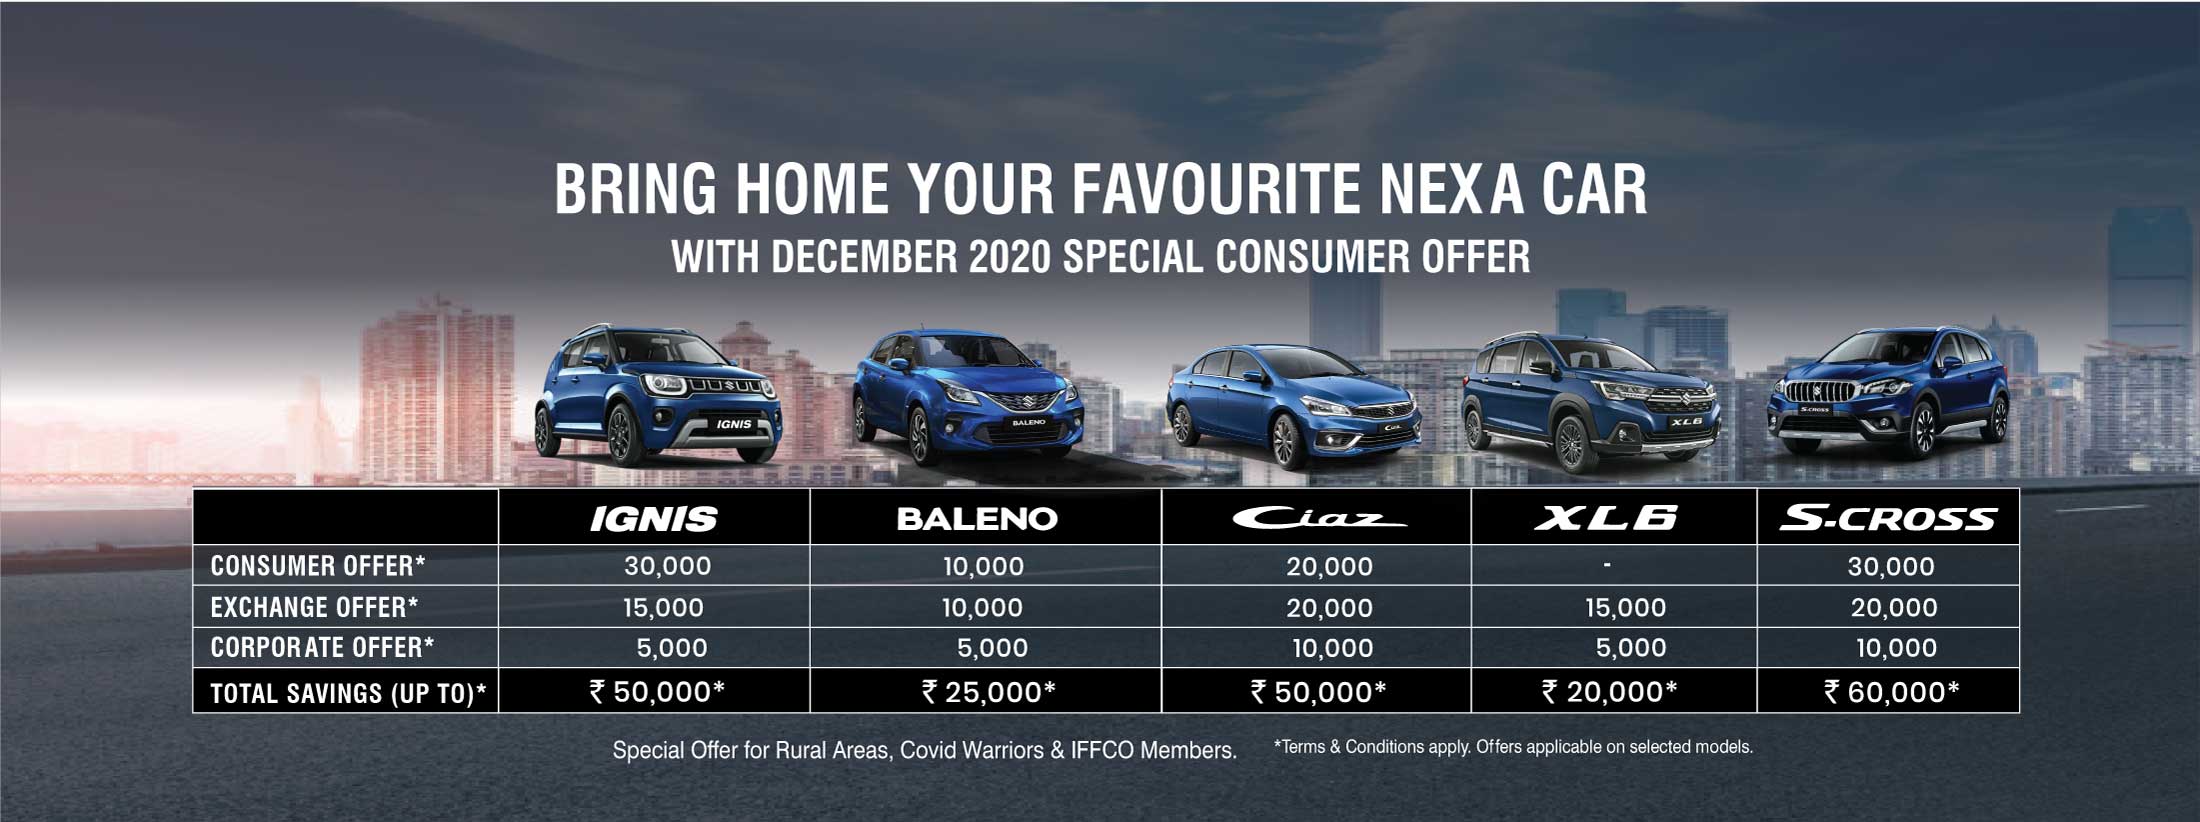 BRING HOME YOUR FAVOURITE NEXA CAR
WITH DECEMBER 2020 SPECIAL CONSUMER OFFER
SUZUKI
IGNIS
BALENO
Ciaz
XL6
S-CROSS
IGNIS BALENO Ciaz XL6 S-CROSS
CONSUMER OFFER* 30,000 10,000 20,000 - 30,000
EXCHANGE OFFER* 15,000 10,000 20,000 15,000 20,000
CORPORATE OFFER* 5,000 5,000 10,000 5,000 10,000
TOTAL SAVINGS (UP TO)* ₹ 50,000* ₹ 25,000* ₹ 50,000* ₹ 20,000* ₹ 60,000*
Special Offer for Rural Areas, Covid Warriors & IFFCO Members. *Terms & Conditions apply. Offers applicable on selected models.